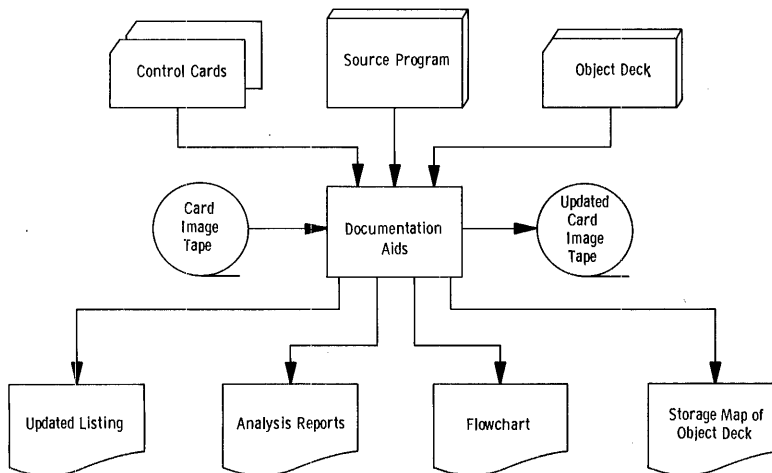 Control Cards
Source Program
Object Deck
Card
Image
Tape
Documentation
Aids
Updated
Card
Image
Tape
Updated Listing
Analysis Reports
Flowchart
Storage Map of
Object Deck